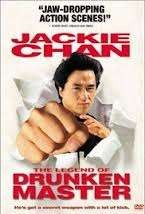 "JAW-DROPPING
ACTION SCENES!"
JACKIE
CHAN
THE LEGEND OF
DRUNKEN
MASTER
He's got a secret weapon with a lot of kick.
DVD